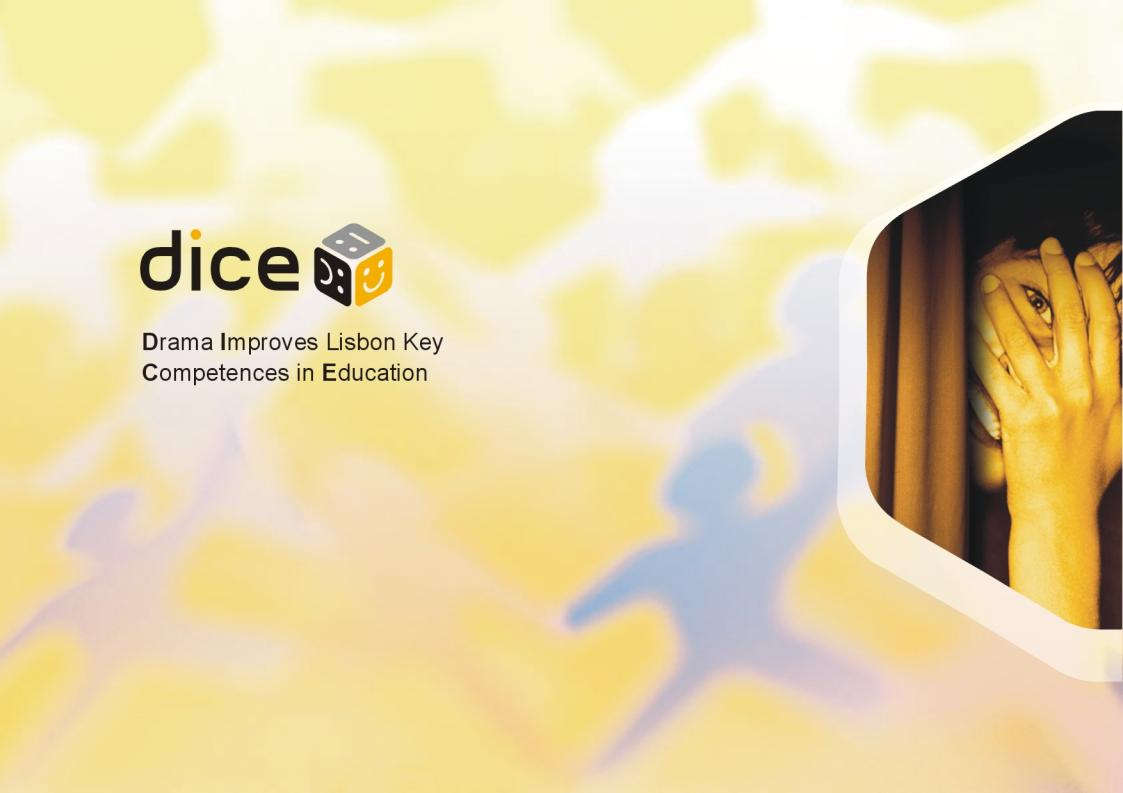 dice
Drama Improves Lisbon Key
Competences in Education